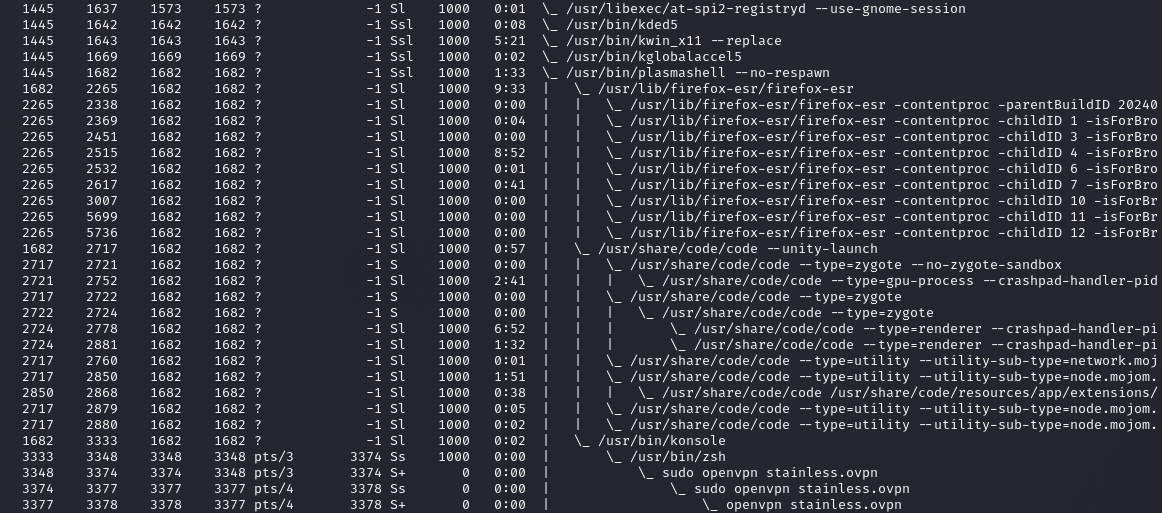 1445 1637 1573 1573 ? -1 Sl 1000 0:01 \_ /usr/libexec/at-spi2-registryd --use-gnome-session
1445 1642 1642 1642 ? -1 Ssl 1000 0:08 \_ /usr/bin/kded5
1445 1643 1643 1643 ? -1 Ssl 1000 5:21 \_ /usr/bin/kwin_x11 --replace
1445 1669 1669 1669 ? -1 Ssl 1000 0:02 \_ /usr/bin/kglobalaccel5
1445 1682 1682 1682 ? -1 Ssl 1000 1:33 \_ /usr/bin/plasmashell --no-respawn
1682 2265 1682 1682 ? -1 Sl 1000 9:33 | \_ /usr/lib/firefox-esr/firefox-esr
2265 2338 1682 1682 ? -1 Sl 1000 0:00 | | \_ /usr/lib/firefox-esr/firefox-esr -contentproc -parentBuildID 20240
2265 2369 1682 1682 ? -1 Sl 1000 0:04 | | \_ /usr/lib/firefox-esr/firefox-esr -contentproc -childID 1 -isForBro
2265 2451 1682 1682 ? -1 Sl 1000 0:00 | | \_ /usr/lib/firefox-esr/firefox-esr -contentproc -childID 3 -isForBro
2265 2515 1682 1682 ? -1 Sl 1000 8:52 | | \_ /usr/lib/firefox-esr/firefox-esr -contentproc -childID 4 -isForBro
2265 2532 1682 1682 ? -1 Sl 1000 0:01 | | \_ /usr/lib/firefox-esr/firefox-esr -contentproc -childID 6 -isForBro
2265 2617 1682 1682 ? -1 Sl 1000 0:41 | | \_ /usr/lib/firefox-esr/firefox-esr -contentproc -childID 7 -isForBro
2265 3007 1682 1682 ? -1 Sl 1000 0:00 | | \_ /usr/lib/firefox-esr/firefox-esr -contentproc -childID 10 -isForBr
2265 5699 1682 1682 ? -1 Sl 1000 0:00 | | \_ /usr/lib/firefox-esr/firefox-esr -contentproc -childID 11 -isForBr
2265 5736 1682 1682 ? -1 Sl 1000 0:00 | | \_ /usr/lib/firefox-esr/firefox-esr -contentproc -childID 12 -isForBr
1682 2717 1682 1682 ? -1 Sl 1000 0:57 | \_ /usr/share/code/code --unity-launch
2717 2721 1682 1682 ? -1 S 1000 0:00 | | \_ /usr/share/code/code --type=zygote --no-zygote-sandbox
2721 2752 1682 1682 ? -1 Sl 1000 2:41 | | | \_ /usr/share/code/code --type=gpu-process --crashpad-handler-pid
2717 2722 1682 1682 ? -1 S 1000 0:00 | | \_ /usr/share/code/code --type=zygote
2722 2724 1682 1682 ? -1 S 1000 0:00 | | | \_ /usr/share/code/code --type=zygote
2724 2778 1682 1682 ? -1 Sl 1000 6:52 | | | \_ /usr/share/code/code --type=renderer --crashpad-handler-pi
2724 2881 1682 1682 ? -1 Sl 1000 1:32 | | | \_ /usr/share/code/code --type=renderer --crashpad-handler-pi
2717 2760 1682 1682 ? -1 Sl 1000 0:01 | | \_ /usr/share/code/code --type=utility --utility-sub-type=network.moj
2717 2850 1682 1682 ? -1 Sl 1000 1:51 | | \_ /usr/share/code/code --type=utility --utility-sub-type=node.mojom.
2850 2868 1682 1682 ? -1 Sl 1000 0:38 | | | \_ /usr/share/code/code /usr/share/code/resources/app/extensions/
2717 2879 1682 1682 ? -1 Sl 1000 0:05 | | \_ /usr/share/code/code --type=utility --utility-sub-type=node.mojom.
2717 2880 1682 1682 ? -1 Sl 1000 0:02 | | \_ /usr/share/code/code --type=utility --utility-sub-type=node.mojom.
1682 3333 1682 1682 ? -1 Sl 1000 0:02 | \_ /usr/bin/konsole
3333 3348 3348 3348 pts/3 3374 Ss 1000 0:00 | \_ /usr/bin/zsh
3348 3374 3374 3348 pts/3 3374 S+ 0 0:00 | \_ sudo openvpn stainless.ovpn
3374 3377 3377 3377 pts/4 3378 Ss 0 0:00 | \_ sudo openvpn stainless.ovpn
3377 3378 3378 3377 pts/4 3378 S+ 0 0:00 | \_ openvpn stainless.ovpn